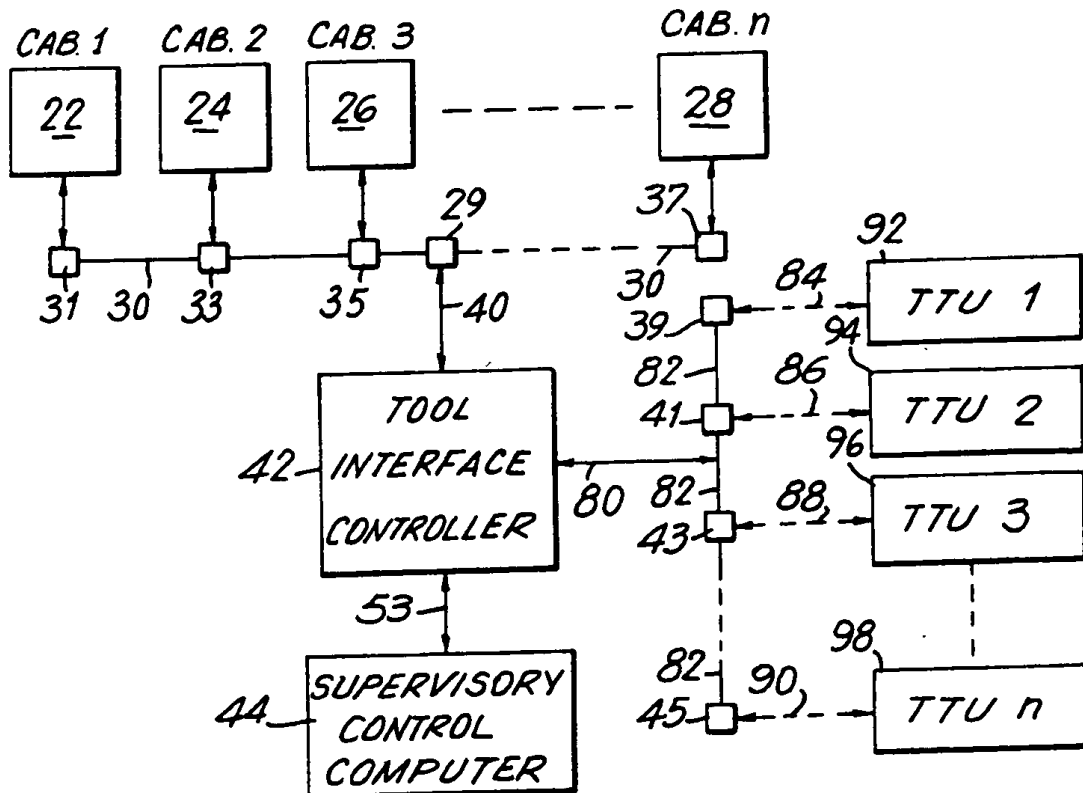 CAB. 1 CAB. 2 CAB. 3 CAB. n
22 24 26 28
29 37
31 30 33 35 40 30
92
84 TTU 1
39
94
82 86 TTU 2
41
96
TOOL
42 INTERFACE
CONTROLLER
80 82 88 TTU 3
43
53
98
82 90 TTU n
45
44 SUPERVISORY
CONTROL
COMPUTER